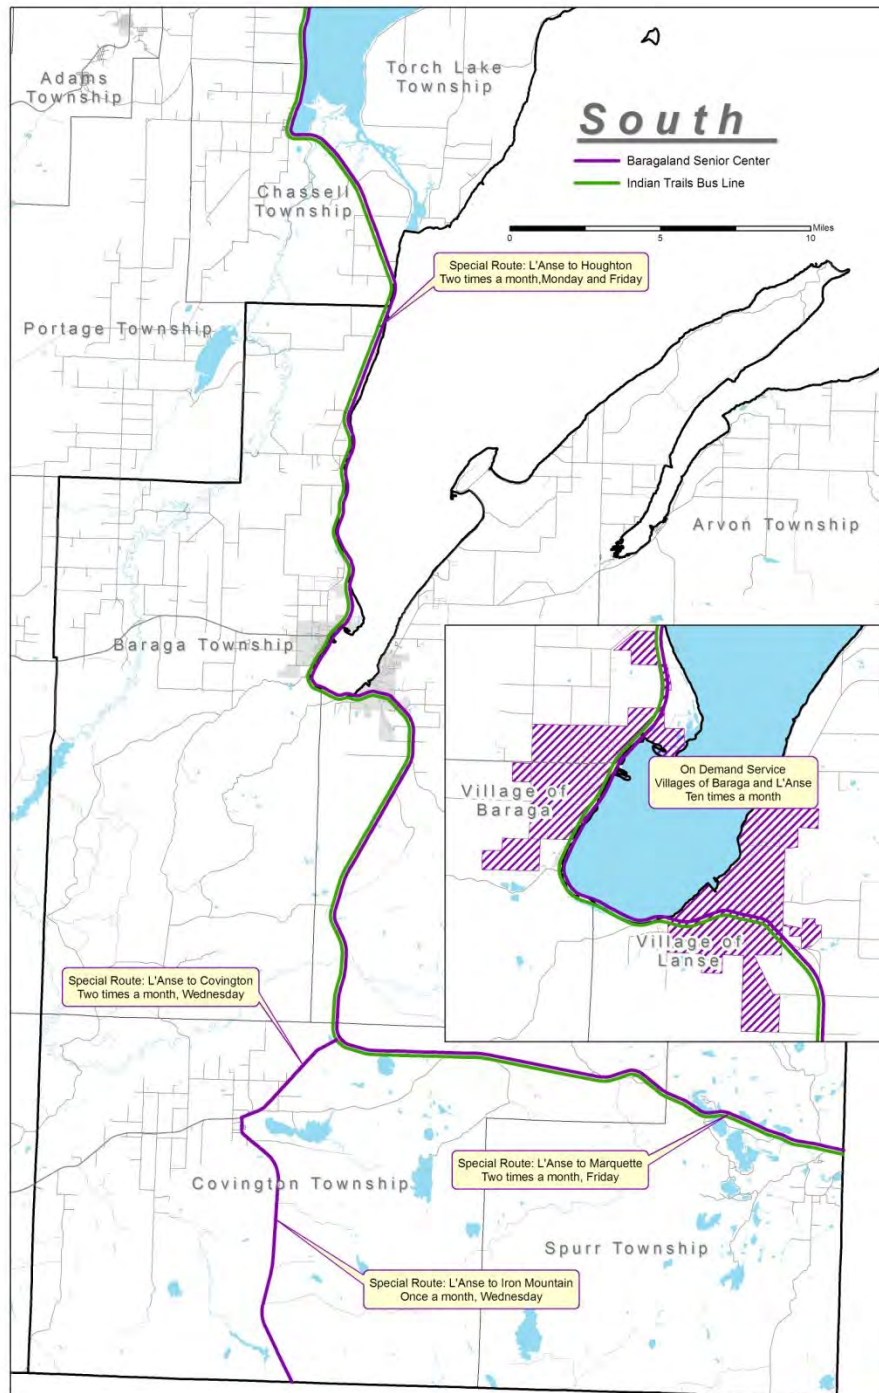 Adams
Township
Torch Lake
Township
South
Baragaland Senior Center
Indian Trails Bus Line
Chassell
Township
0
5
10
Miles
Special Route: L'Anse to Houghton
Two times a month,Monday and Friday
Portage Township
Arvon Township
Baraga Township
On Demand Service
Villages of Baraga and L'Anse
Ten times a month
Village of
Baraga
Village of
Lanse
Special Route: L'Anse to Covington
Two times a month, Wednesday
Special Route: L'Anse to Marquette
Two times a month, Friday
Covington Township
Spurr Township
Special Route: L'Anse to Iron Mountain
Once a month, Wednesday